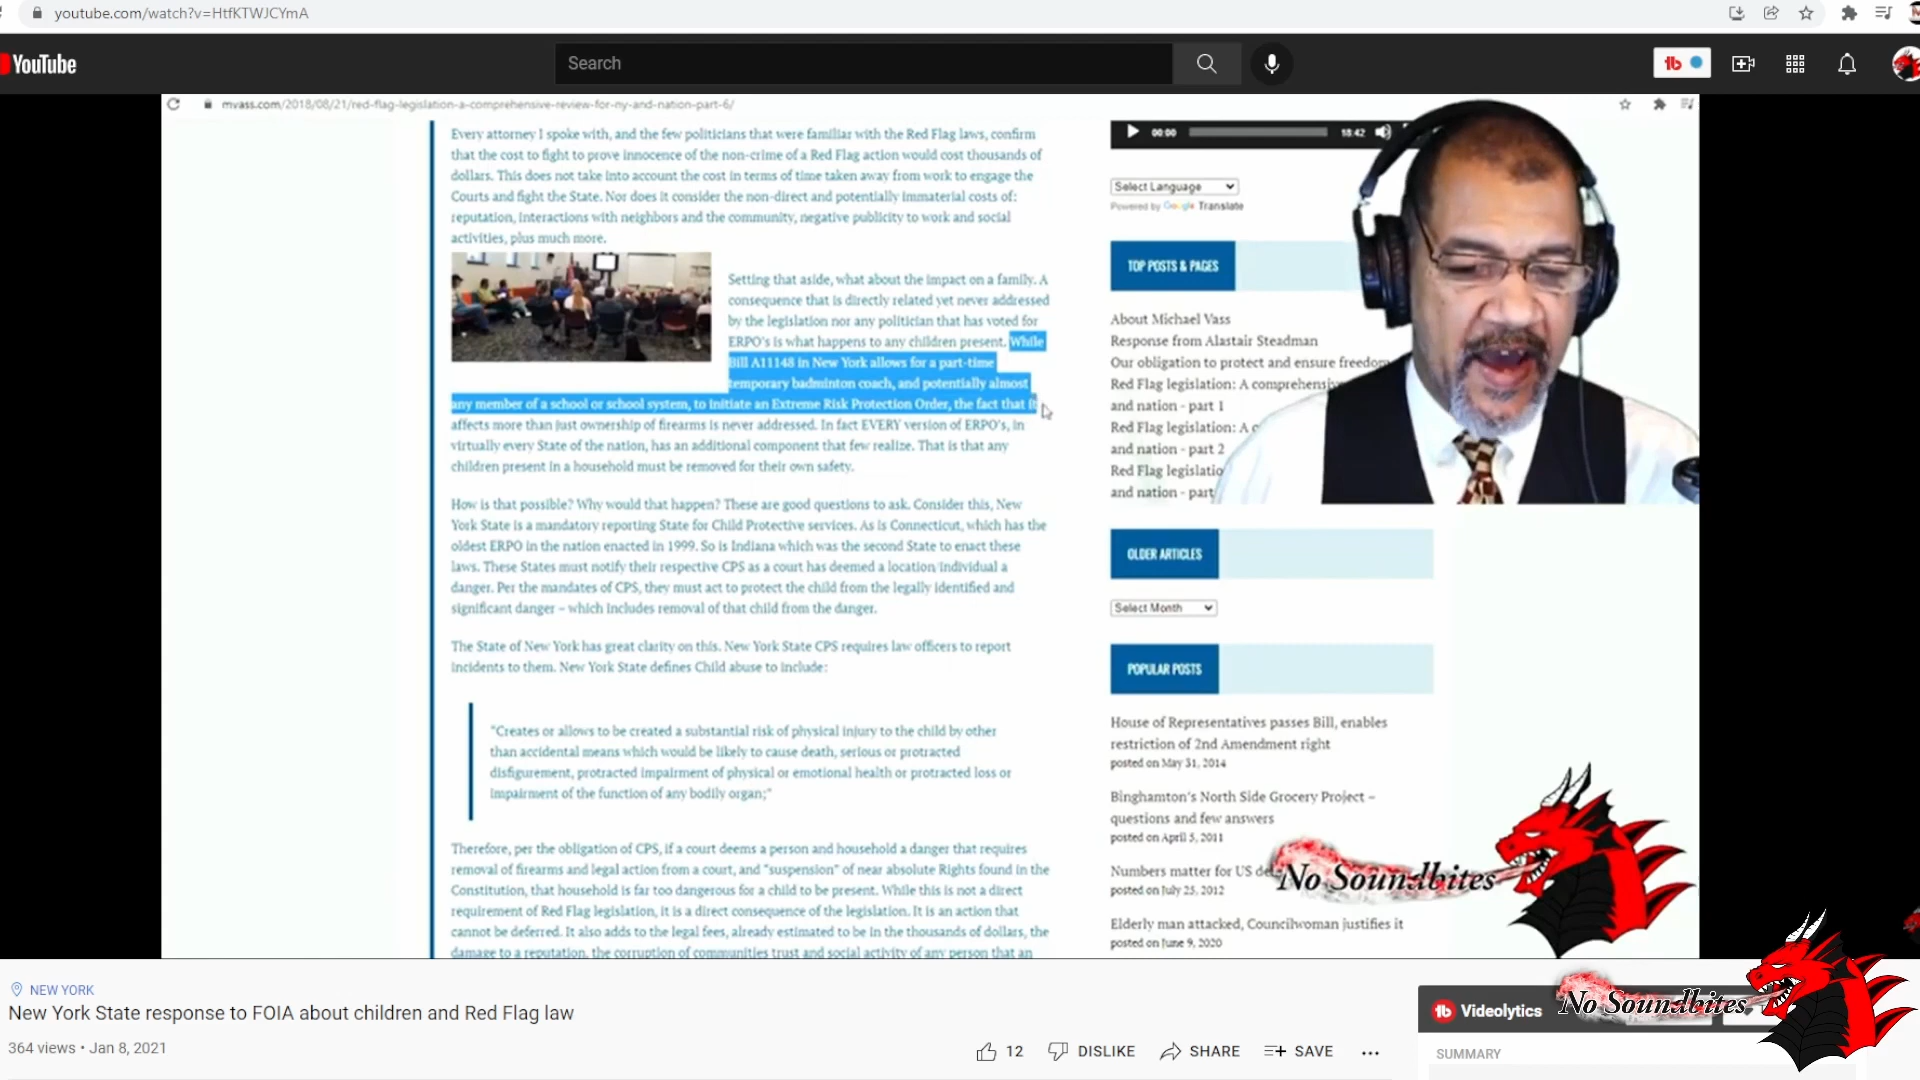 youtube.com/watch?v=HtfKTWJCYmA
YouTube
Search
mvass.com/2018/08/21/red-flag-legislation-a-comprehensive-review-for-ny-and-nation-part-6/
Every attorney I spoke with, and the few politicians that were familiar with the Red Flag laws, confirm
that the cost to fight to prove innocence of the non-crime of a Red Flag action would cost thousands of
dollars. This does not take into account the cost in terms of time taken away from work to engage the
Courts and fight the State. Nor does it consider the non-direct and potentially immaterial costs of:
reputation, interactions with neighbors and the community, negative publicity to work and social
activities, plus much more.
Setting that aside, what about the impact on a family. A
consequence that is directly related yet never addressed
by the legislation nor any politician that has voted for
ERPO's is what happens to any children present. While
Bill A11148 in New York allows for a part-time
temporary badminton coach, and potentially almost
any member of a school or school system, to initiate an Extreme Risk Protection Order, the fact that it
affects more than just ownership of firearms is never addressed. In fact EVERY version of ERPO's, in
virtually every State of the nation, has an additional component that few realize. That is that any
children present in a household must be removed for their own safety.
How is that possible? Why would that happen? These are good questions to ask. Consider this, New
York State is a mandatory reporting State for Child Protective services. As is Connecticut, which has the
oldest ERPO in the nation enacted in 1999. So is Indiana which was the second State to enact these
laws. These States must notify their respective CPS as a court has deemed a location/individual a
danger. Per the mandates of CPS, they must act to protect the child from the legally identified and
significant danger – which includes removal of that child from the danger.
The State of New York has great clarity on this. New York State CPS requires law officers to report
incidents to them. New York State defines Child abuse to include:
"Creates or allows to be created a substantial risk of physical injury to the child by other
than accidental means which would be likely to cause death, serious or protracted
disfigurement, protracted impairment of physical or emotional health or protracted loss or
impairment of the function of any bodily organ;"
Therefore, per the obligation of CPS, if a court deems a person and household a danger that requires
removal of firearms and legal action from a court, and "suspension" of near absolute Rights found in the
Constitution, that household is far too dangerous for a child to be present. While this is not a direct
requirement of Red Flag legislation, it is a direct consequence of the legislation. It is an action that
cannot be deferred. It also adds to the legal fees, already estimated to be in the thousands of dollars, the
damage to a reputation, the corruption of communities trust and social activity of any person that an
00:00 18:42
Select Language
Powered by Google Translate
TOP POSTS & PAGES
About Michael Vass
Response from Alastair Steadman
Our obligation to protect and ensure freedom
Red Flag legislation: A comprehensiv
and nation - part 1
Red Flag legislation: A c
and nation - part 2
Red Flag legislatio
and nation - part
OLDER ARTICLES
Select Month
POPULAR POSTS
House of Representatives passes Bill, enables
restriction of 2nd Amendment right
posted on May 31, 2014
Binghamton's North Side Grocery Project –
questions and few answers
posted on April 5, 2011
Numbers matter for US de
posted on July 25, 2012
Elderly man attacked, Councilwoman justifies it
posted on June 9, 2020
No Soundbites
NEW YORK
New York State response to FOIA about children and Red Flag law
364 views • Jan 8, 2021
12 DISLIKE SHARE SAVE
Videolytics
No Soundbites
SUMMARY